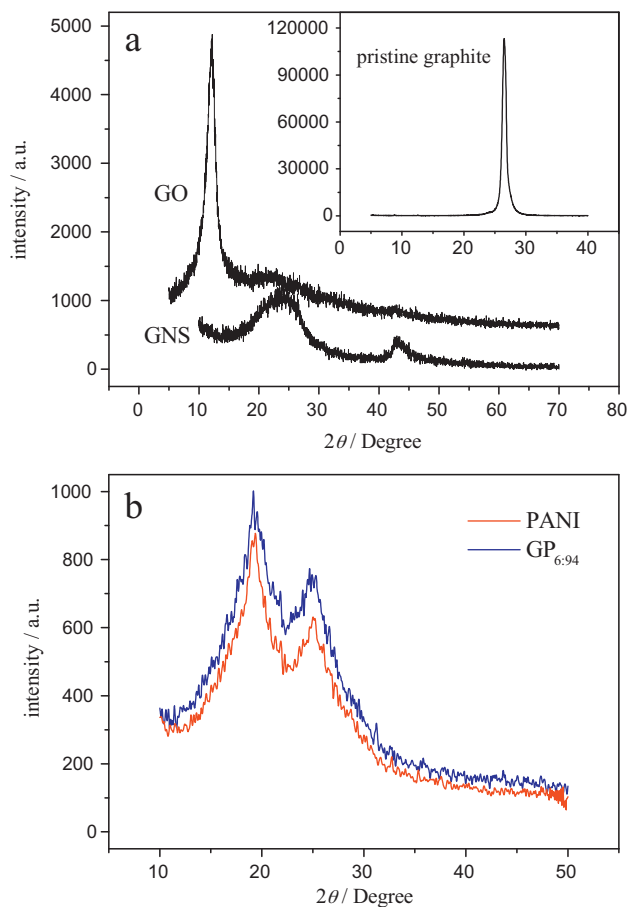 a
5000
4000
3000
2000
1000
0
intensity / a.u.
GO
GNS
0 10 20 30 40 50 60 70 80
2θ / Degree
pristine graphite
120000
90000
60000
30000
0
0 10 20 30 40
b
1000
800
600
400
200
0
intensity / a.u.
PANI
GP6:94
10 20 30 40 50
2θ / Degree